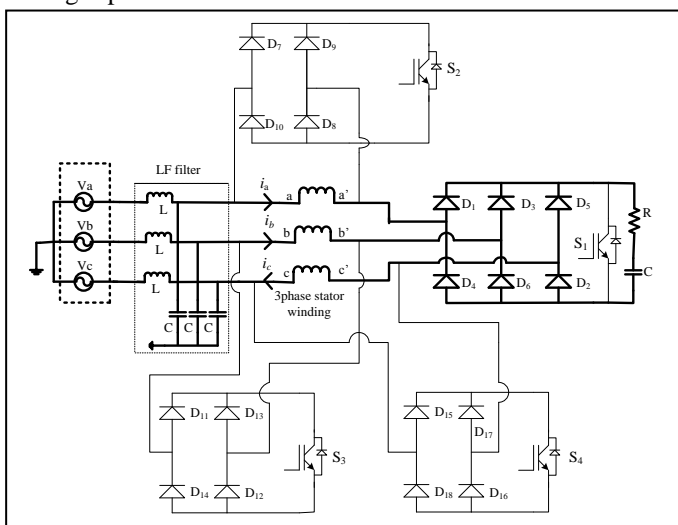 D7
D9
S2
D10
D8
LF filter
Va
L
ia
a
a'
D1
D3
D5
R
Vb
L
ib
b
b'
S1
Vc
L
ic
c
c'
D4
D6
D2
C
C
C
C
3phase stator
winding
D11
D13
S3
D14
D12
D15
D17
S4
D18
D16